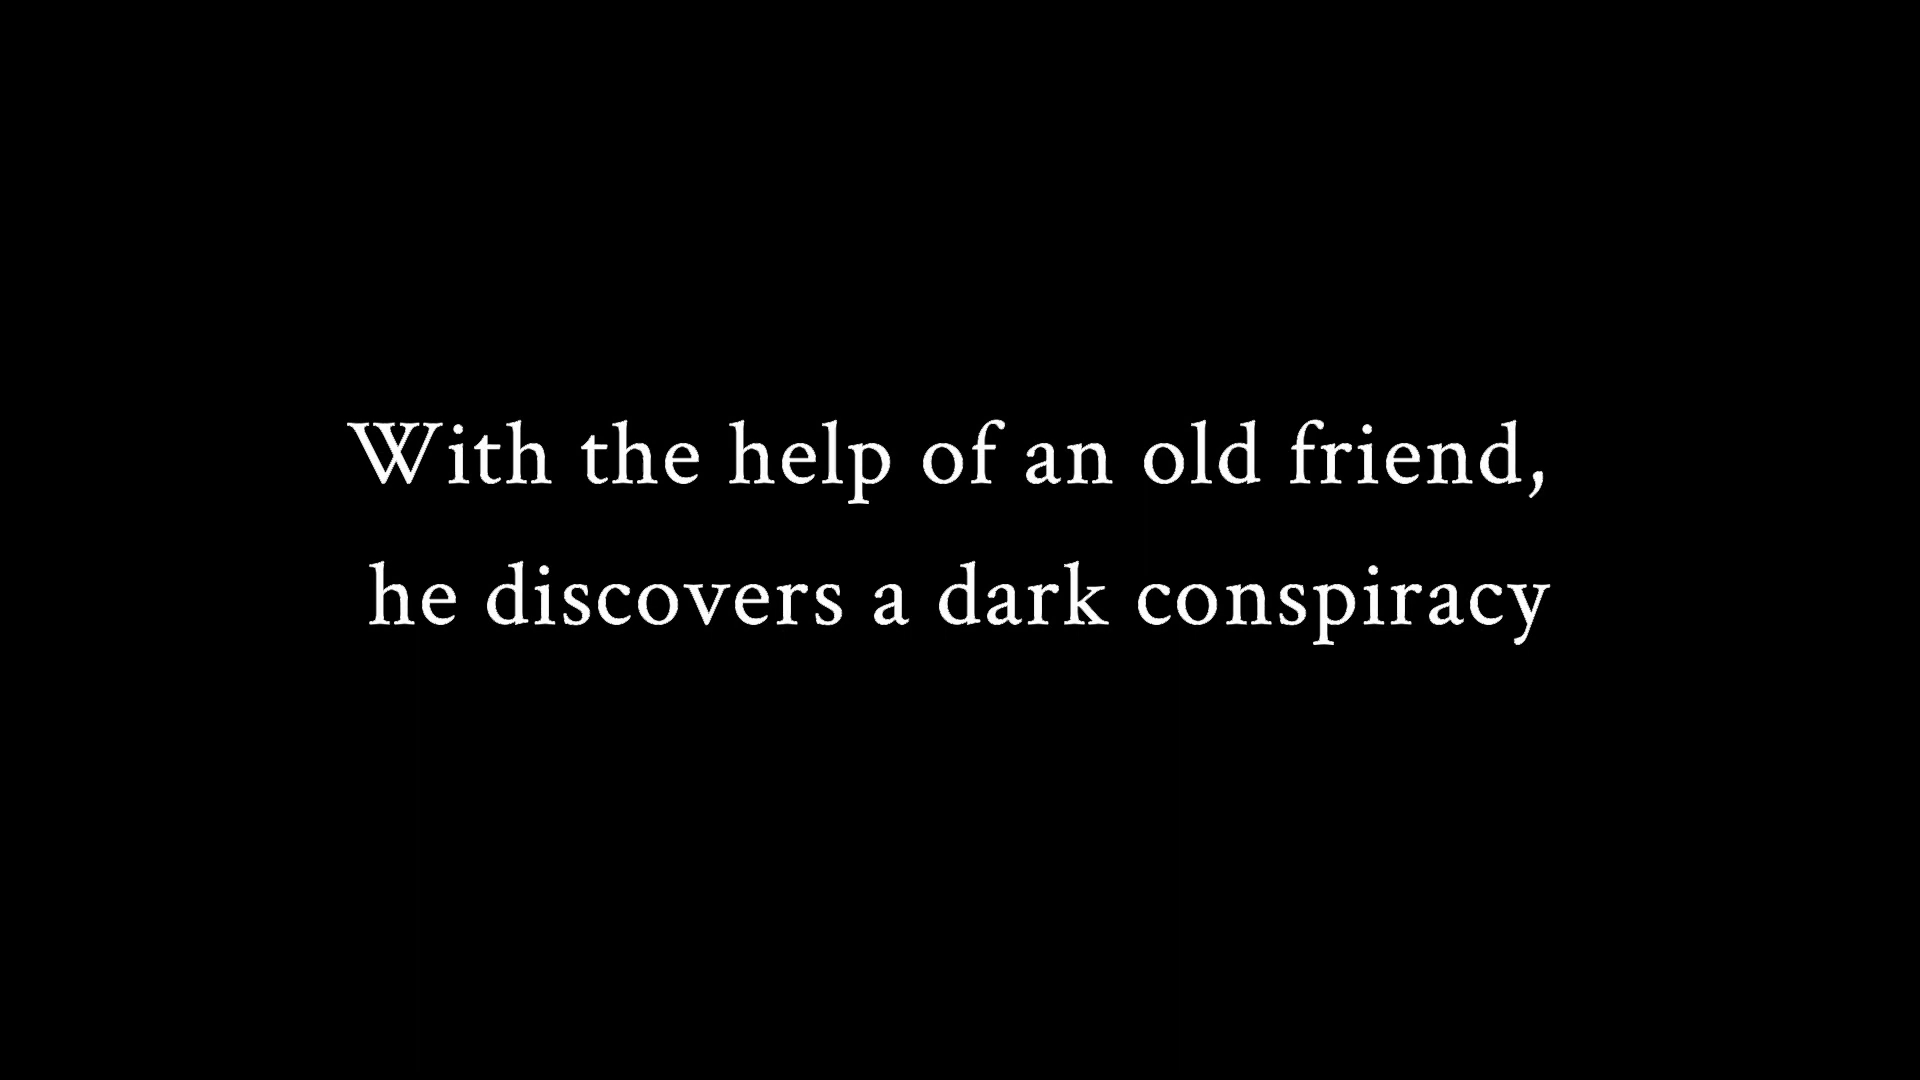 With the help of an old friend,
he discovers a dark conspiracy